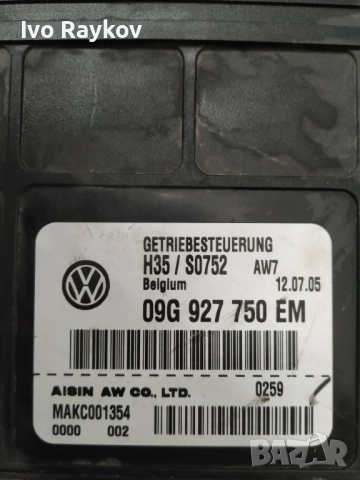 Ivo Raykov
GETRIEBESTEUERUNG
H35 / S0752 AW7
Belgium 12.07.05
09G 927 750 EM
AISIN AW CO., LTD. 0259
MAKC001354
0000 002
bazar